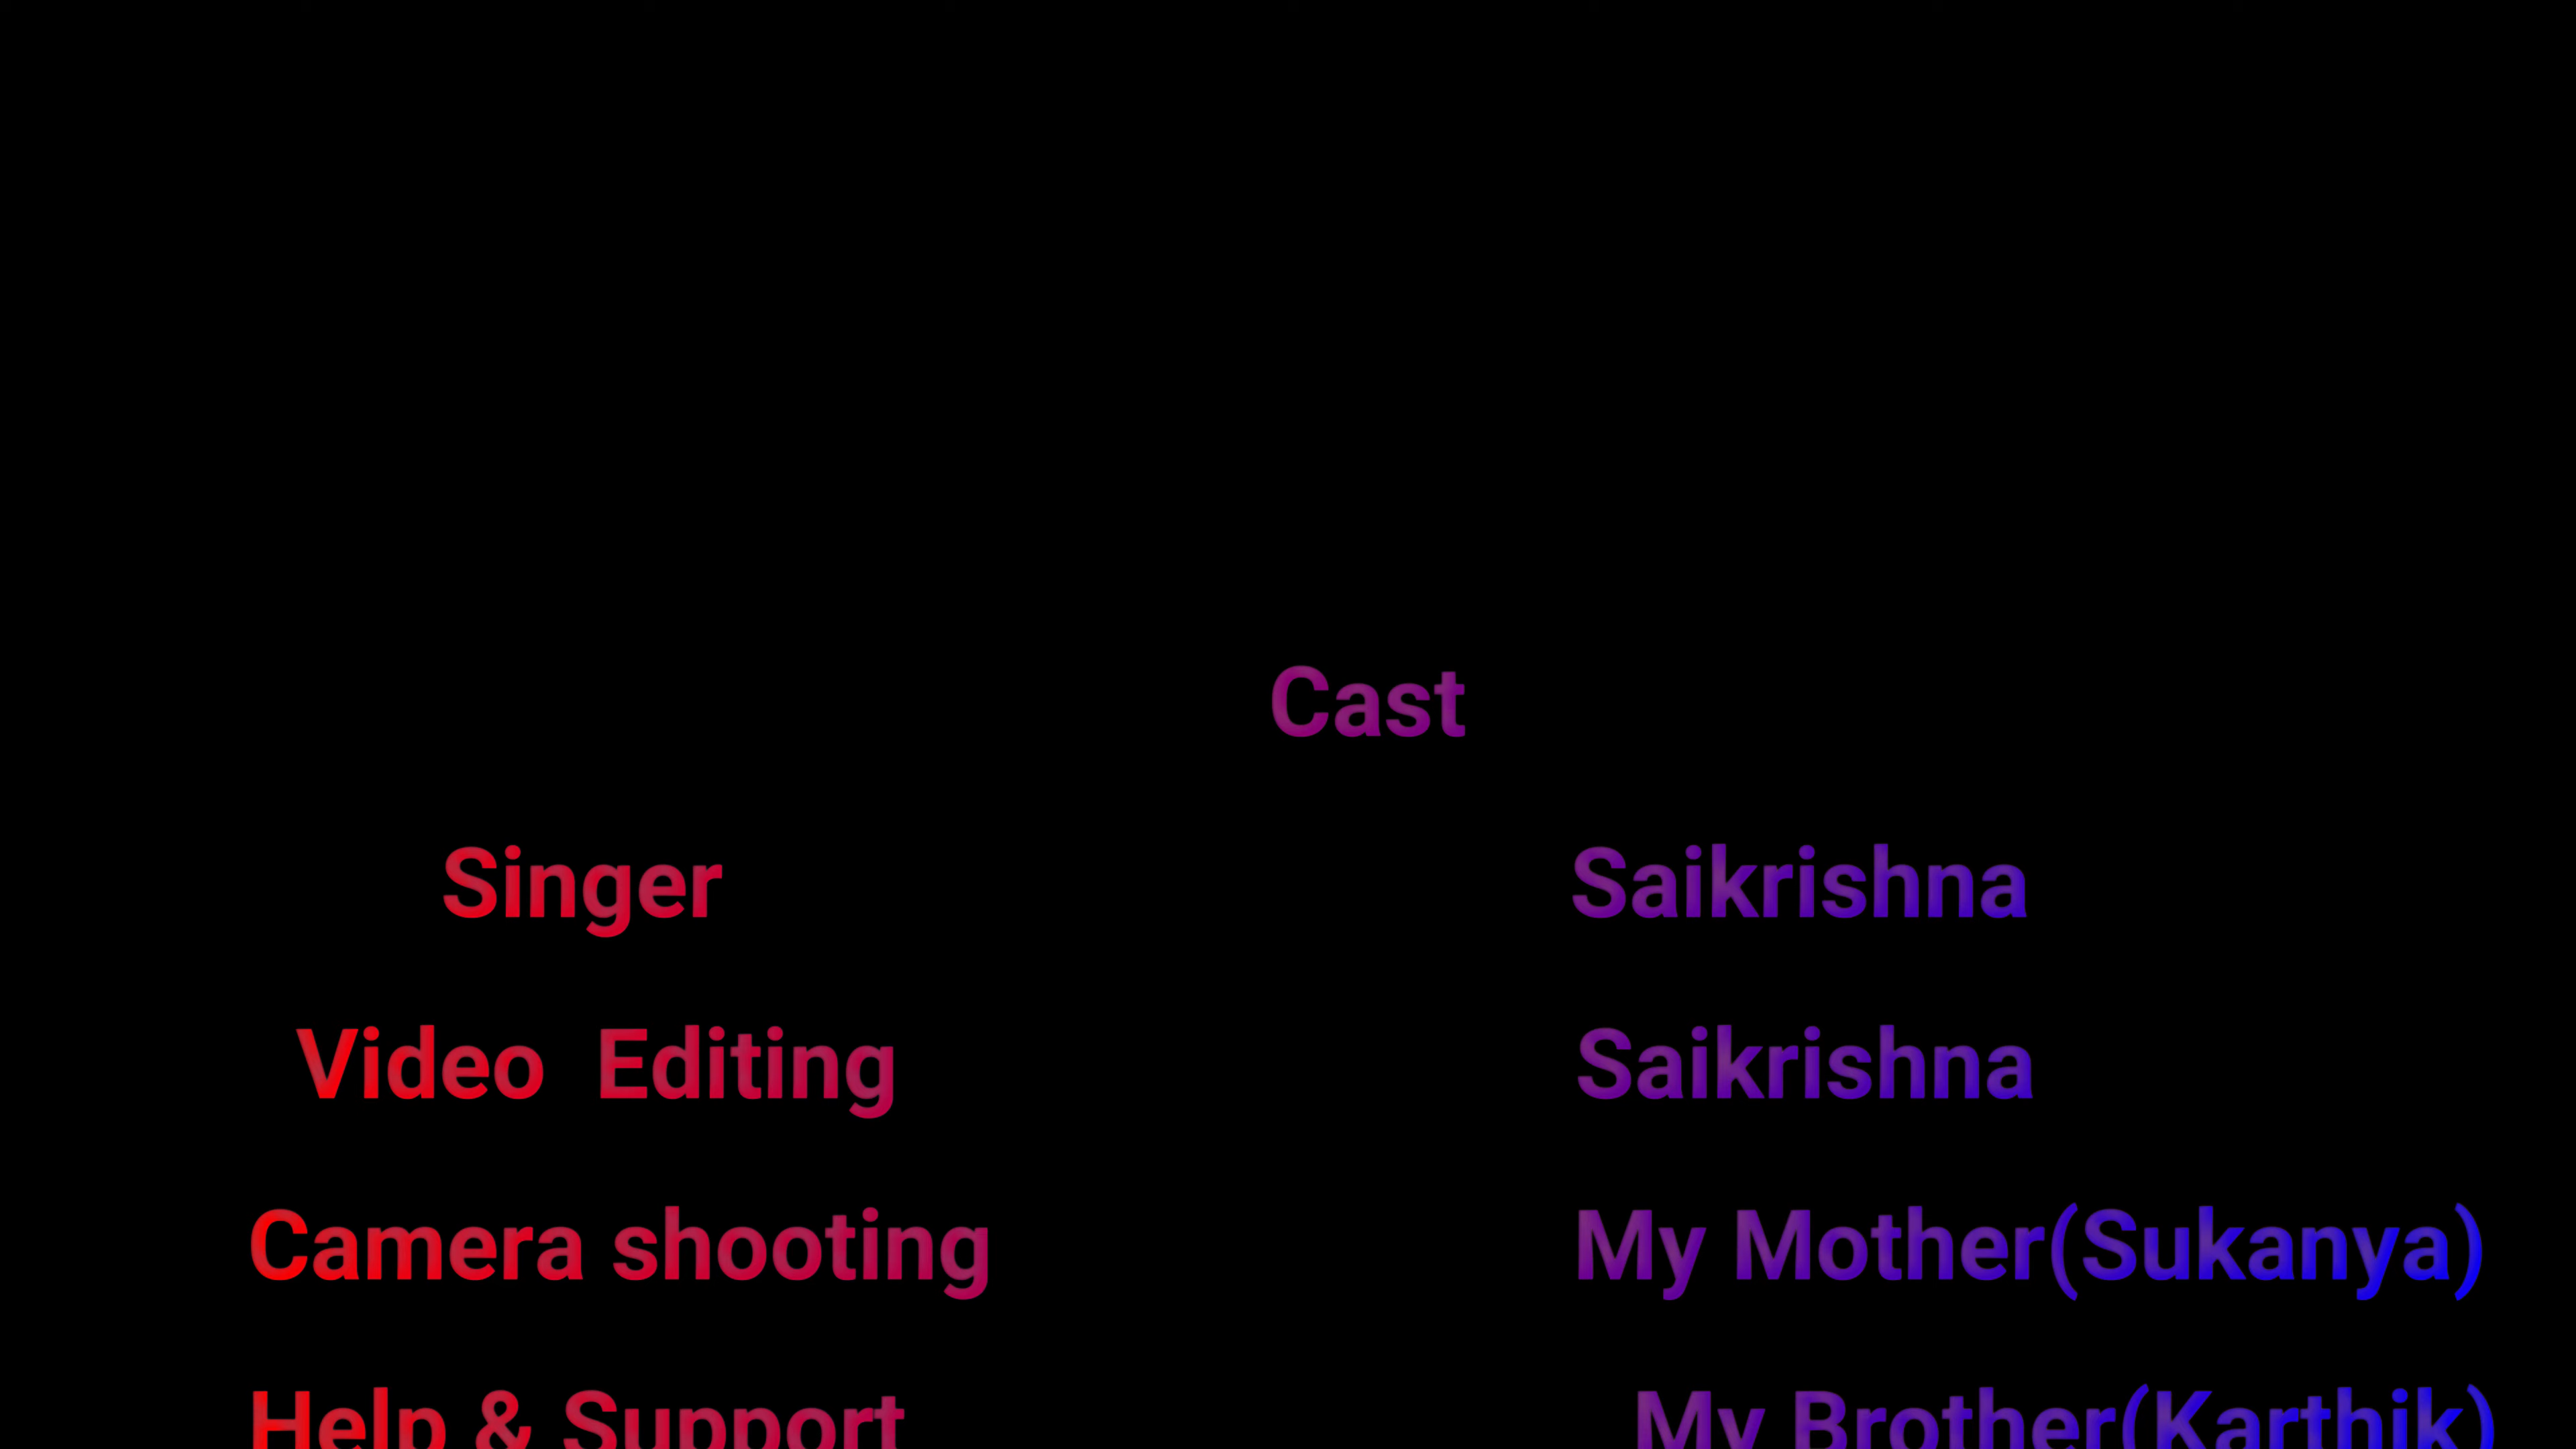 Cast
Singer Saikrishna
Video  Editing Saikrishna
Camera shooting My Mother(Sukanya)
Help & Support My Brother(Karthik)